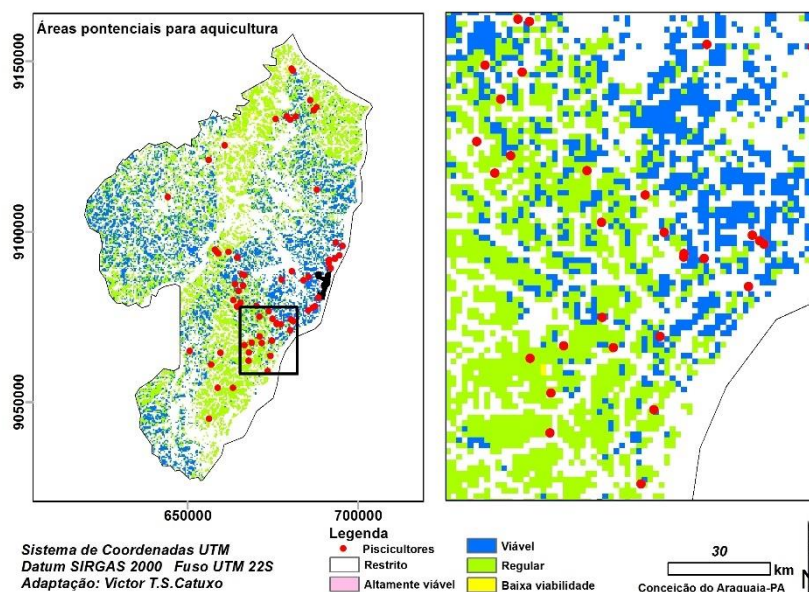 Áreas pontenciais para aquicultura
9150000
9100000
9050000
650000 700000
Sistema de Coordenadas UTM
Datum SIRGAS 2000 Fuso UTM 22S
Adaptação: Victor T.S.Catuxo
Legenda
Piscicultores
Restrito
Altamente viável
Viável
Regular
Baixa viabilidade
30
km
Conceição do Araguaia-PA
N